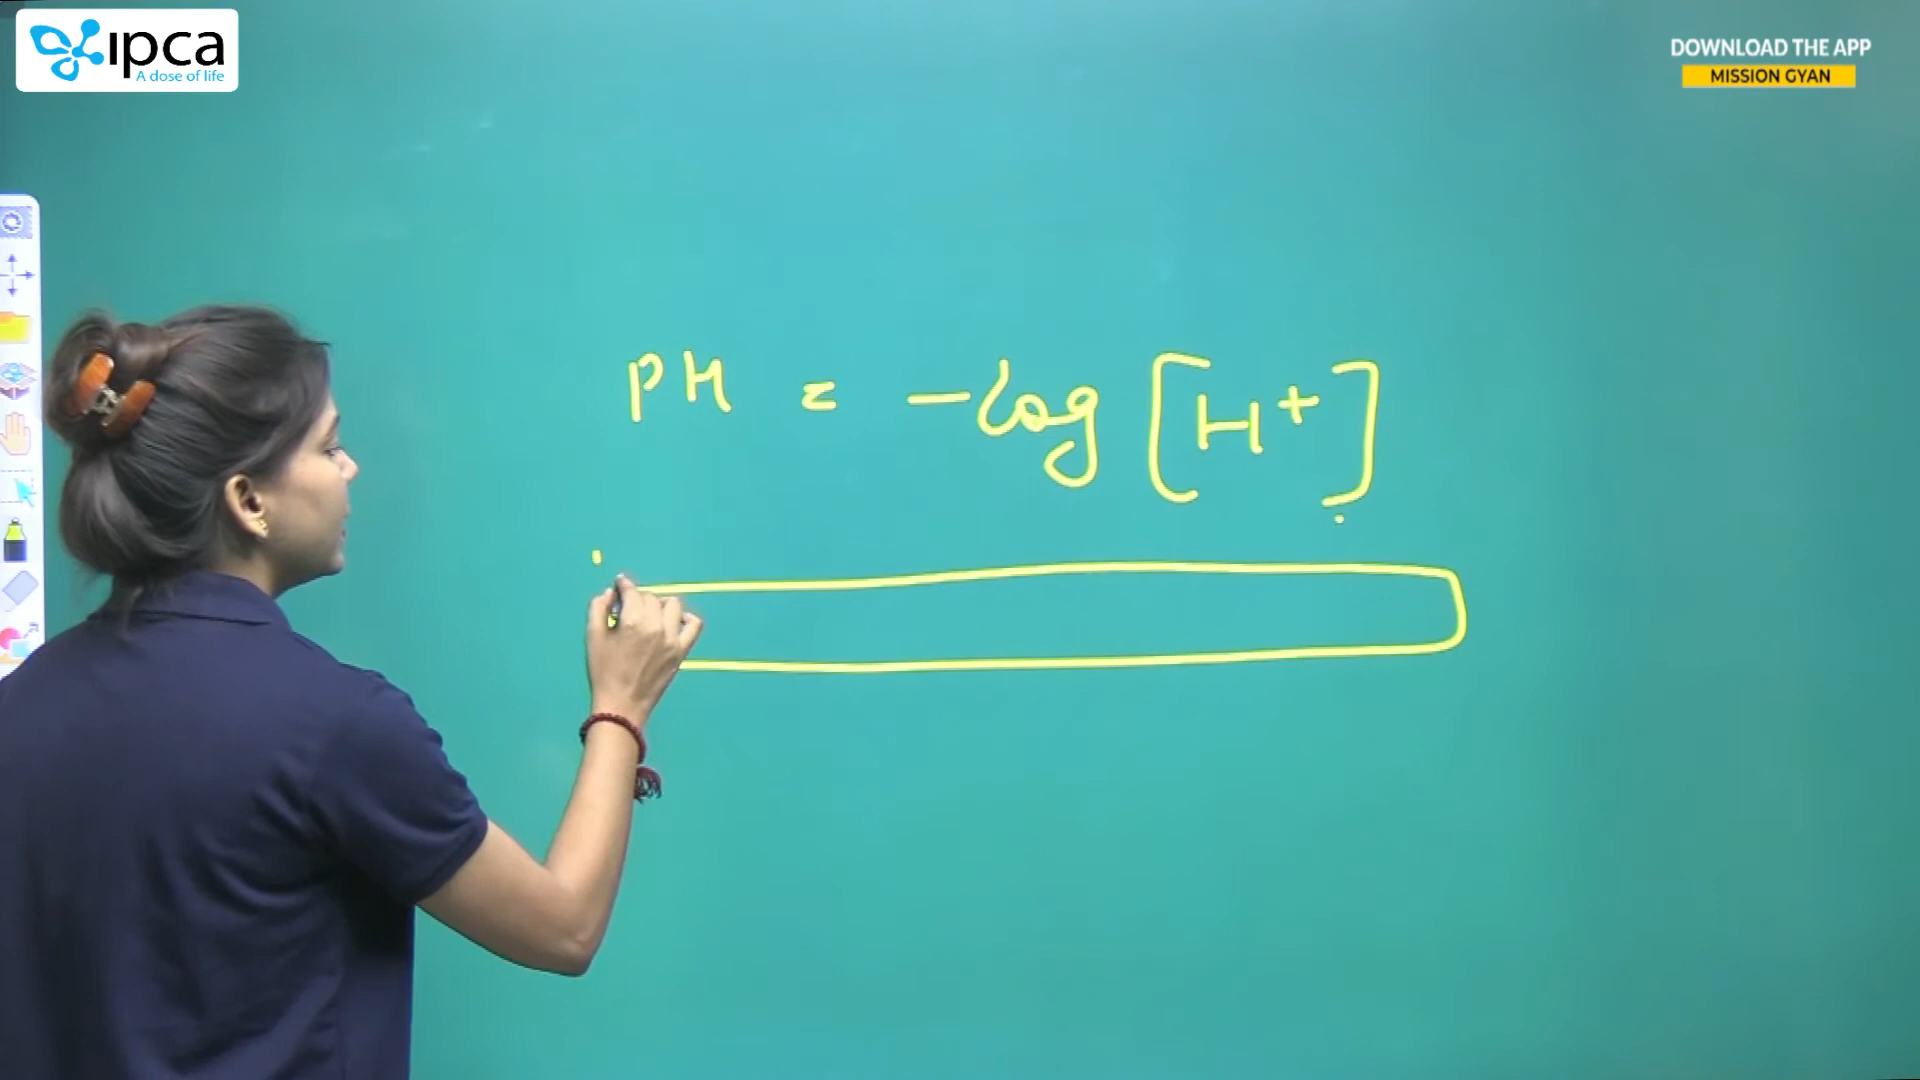 ipca
A dose of life
DOWNLOAD THE APP
MISSION GYAN
PH = -log [H+]